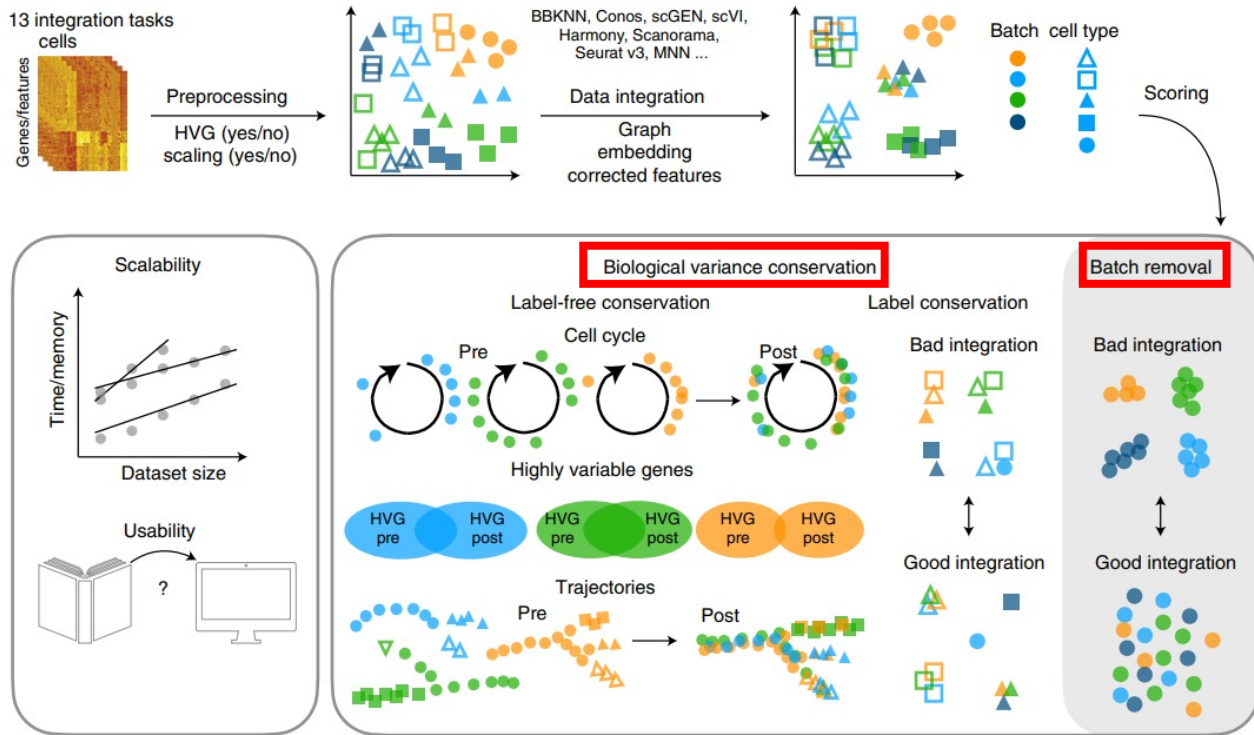 13 integration tasks
cells
Genes/features
Preprocessing
HVG (yes/no)
scaling (yes/no)
BBKNN, Conos, scGEN, scVI,
Harmony, Scanorama,
Seurat v3, MNN ...
Data integration
Graph
embedding
corrected features
Batch cell type
Scoring
Scalability
Time/memory
Dataset size
Usability
?
Biological variance conservation
Label-free conservation
Cell cycle
Pre
Post
Highly variable genes
HVG pre
HVG post
HVG pre
HVG post
HVG pre
HVG post
Trajectories
Pre
Post
Label conservation
Bad integration
Good integration
Batch removal
Bad integration
Good integration